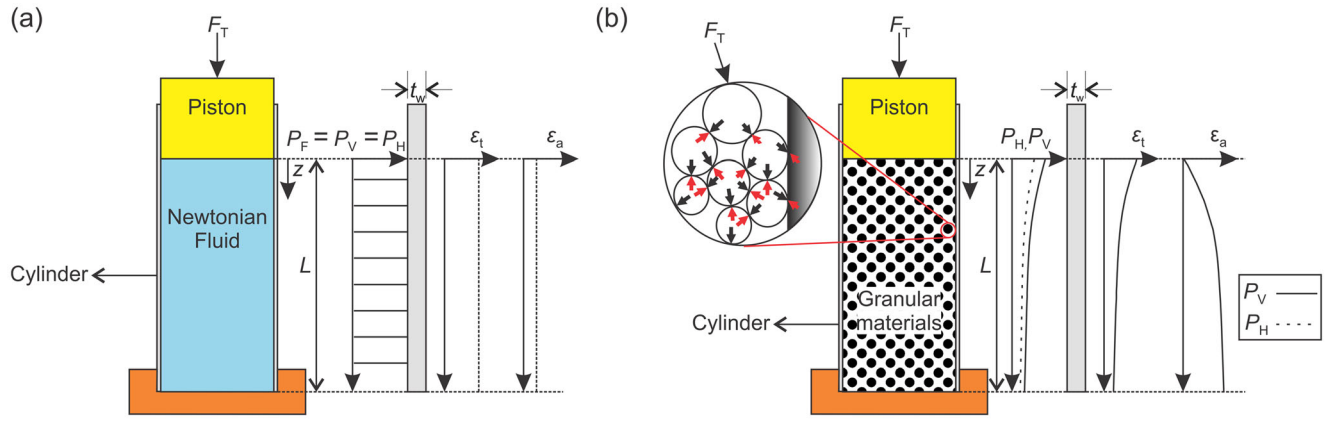 (a)
F_T
Piston
t_w
P_F = P_V = P_H
ε_t
ε_a
z
Newtonian
Fluid
L
Cylinder
(b)
F_T
F_T
Piston
t_w
P_H, P_V
ε_t
ε_a
z
L
Granular
materials
Cylinder
P_V
P_H